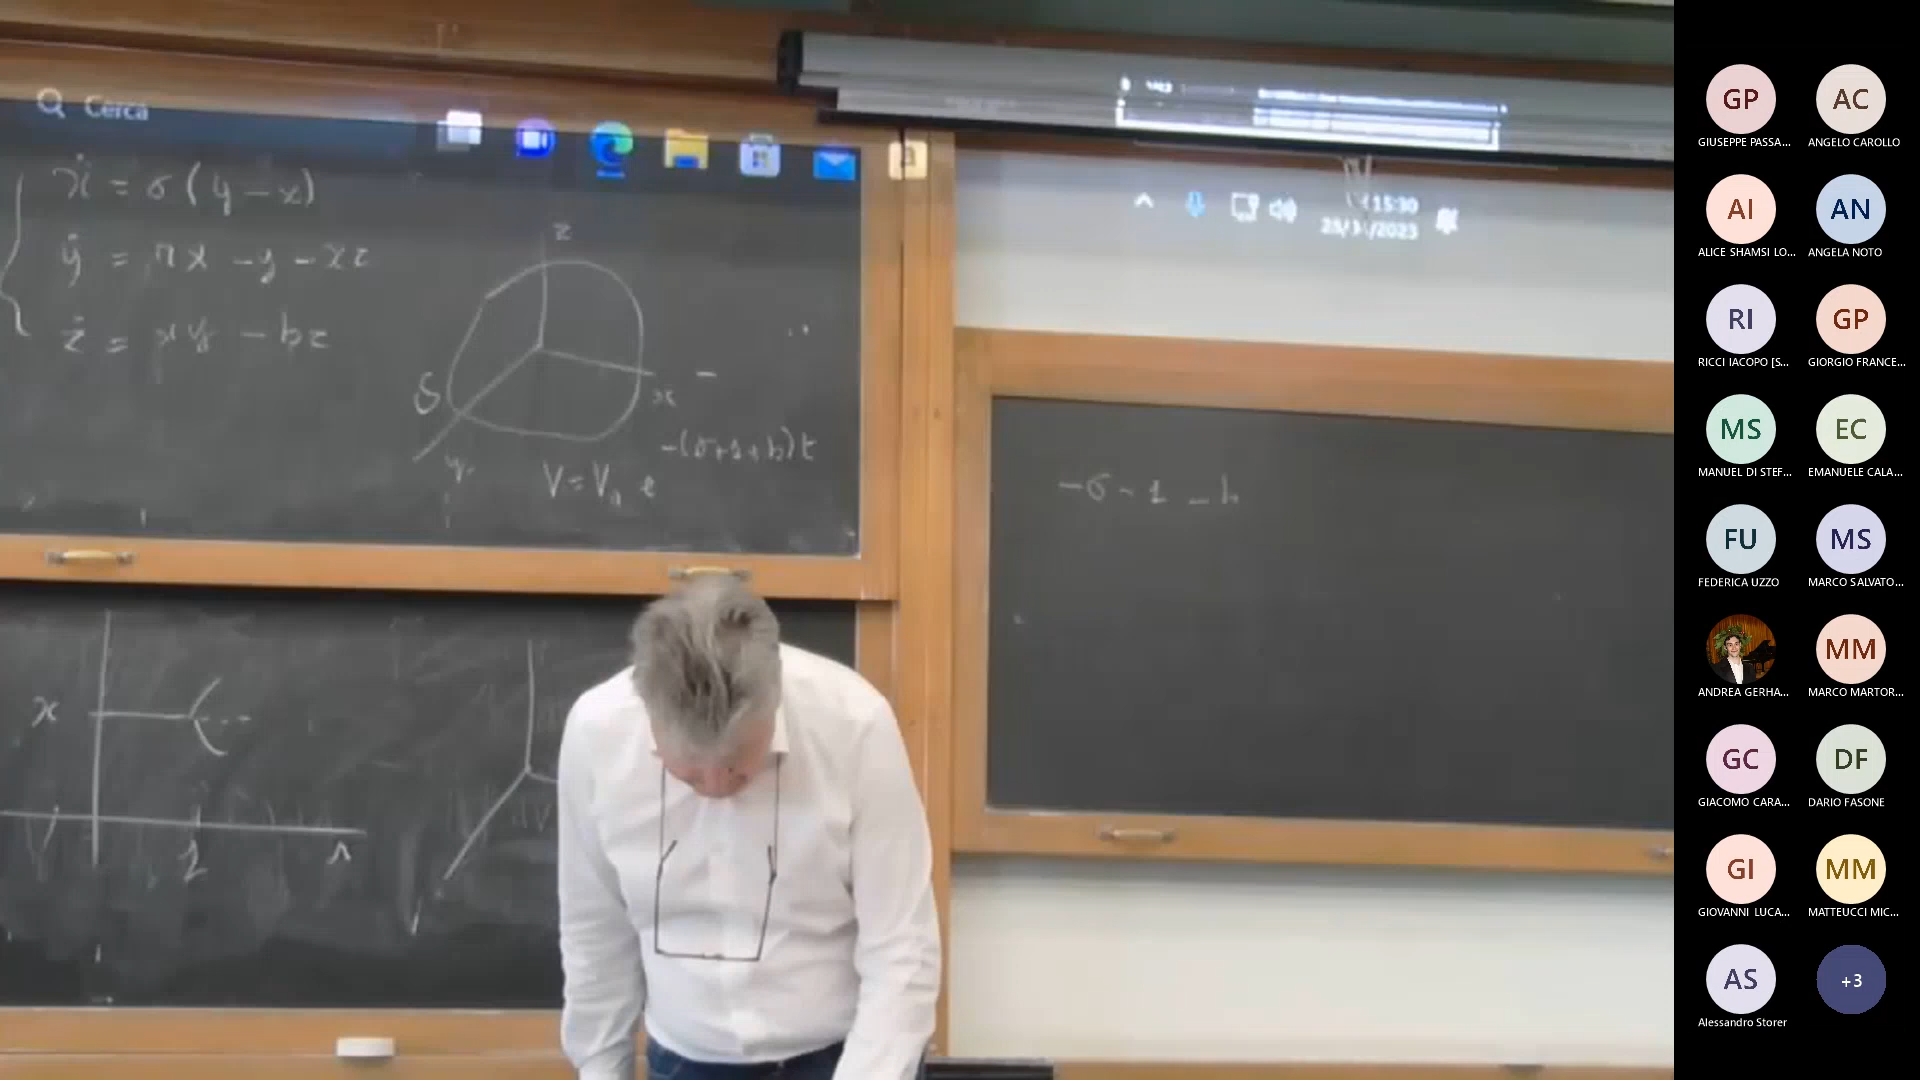 Cerca
ẋ = σ(y - x)
ẏ = rx - y - xz
ż = xy - bz
z
x
y
S
V = V₀ e
-(σ+1+b)t
15:30
-σ - 1 - b
x
1
r
GP
GIUSEPPE PASSA...
AC
ANGELO CAROLLO
AI
ALICE SHAMSI LO...
AN
ANGELA NOTO
RI
RICCI IACOPO [S...
GP
GIORGIO FRANCE...
MS
MANUEL DI STEF...
EC
EMANUELE CALA...
FU
FEDERICA UZZO
MS
MARCO SALVATO...
ANDREA GERHA...
MM
MARCO MARTOR...
GC
GIACOMO CARA...
DF
DARIO FASONE
GI
GIOVANNI LUCA...
MM
MATTEUCCI MIC...
AS
Alessandro Storer
+3